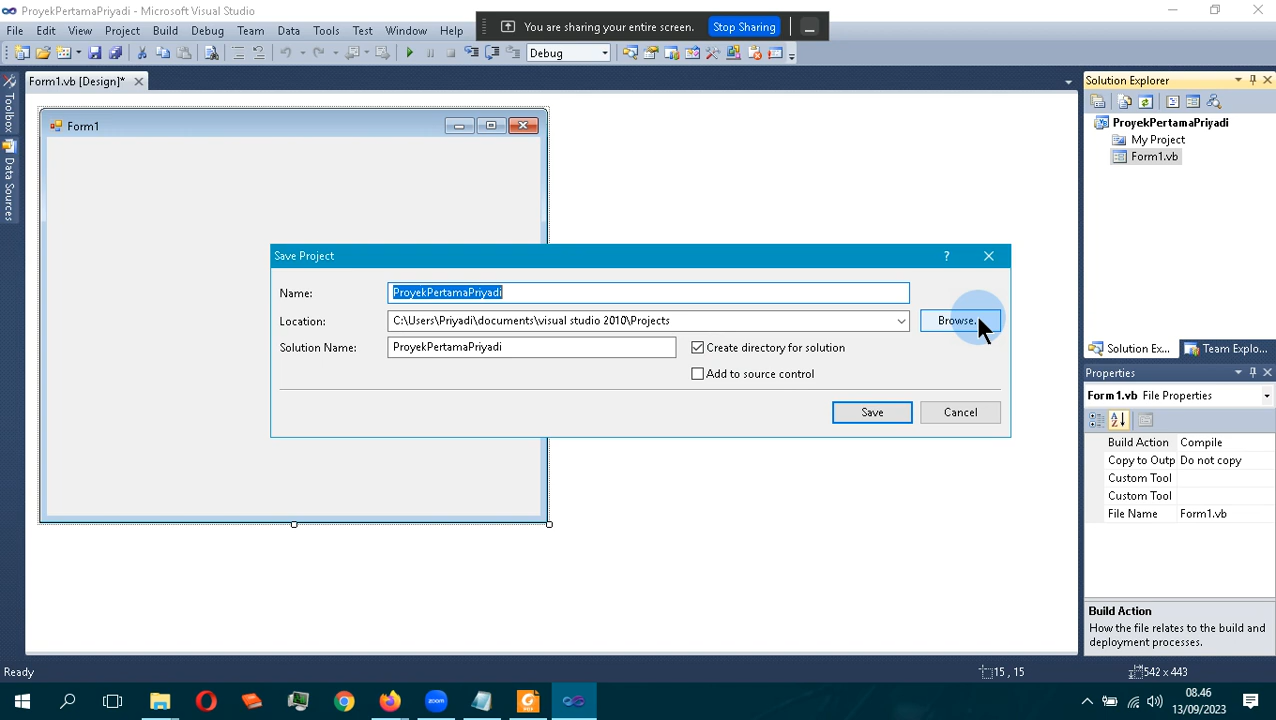 ProyekPertamaPriyadi - Microsoft Visual Studio
You are sharing your entire screen.
Stop Sharing
File Edit View Project Build Debug Team Data Tools Test Window Help
Debug
Form1.vb [Design]*
Toolbox
Data Sources
Form1
Save Project
?
Name:
ProyekPertamaPriyadi
Location:
C:\Users\Priyadi\documents\visual studio 2010\Projects
Browse...
Solution Name:
ProyekPertamaPriyadi
Create directory for solution
Add to source control
Save
Cancel
Solution Explorer
ProyekPertamaPriyadi
My Project
Form1.vb
Solution Ex...
Team Explo...
Properties
Form1.vb File Properties
Build Action Compile
Copy to Outp Do not copy
Custom Tool
Custom Tool
File Name Form1.vb
Build Action
How the file relates to the build and
deployment processes.
Ready
15 , 15
542 x 443
zoom
08.46
13/09/2023